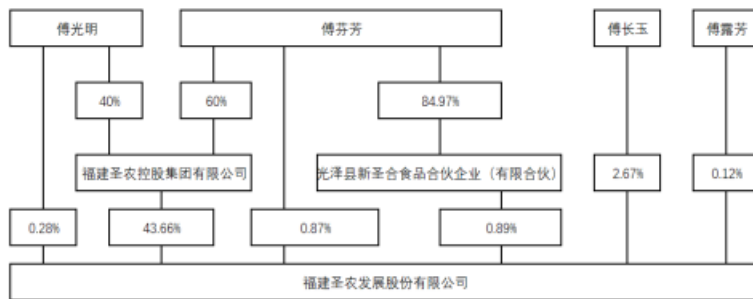 傅光明
傅芬芳
傅长玉
傅露芳
40%
60%
84.97%
福建圣农控股集团有限公司
光泽县新圣合食品合伙企业（有限合伙）
2.67%
0.12%
0.28%
43.66%
0.87%
0.89%
福建圣农发展股份有限公司